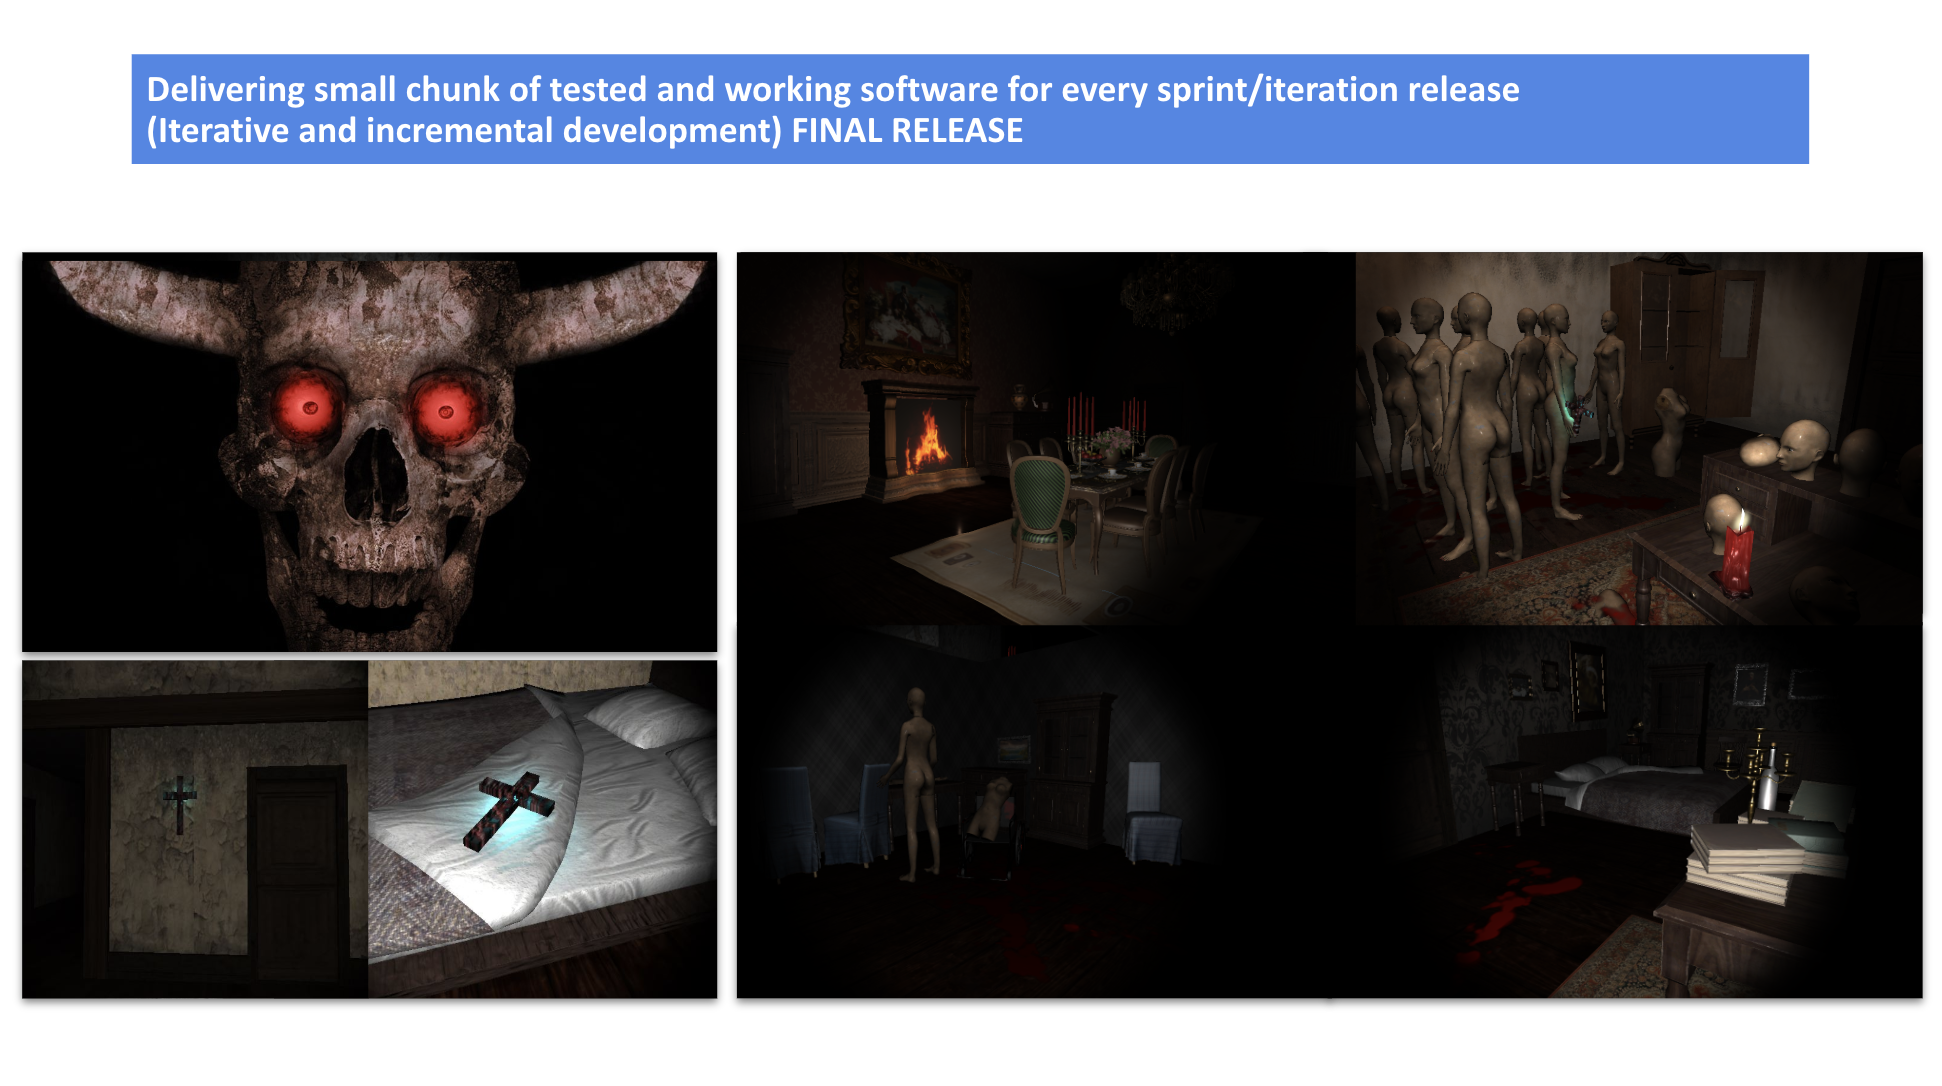 Delivering small chunk of tested and working software for every sprint/iteration release
(Iterative and incremental development) FINAL RELEASE